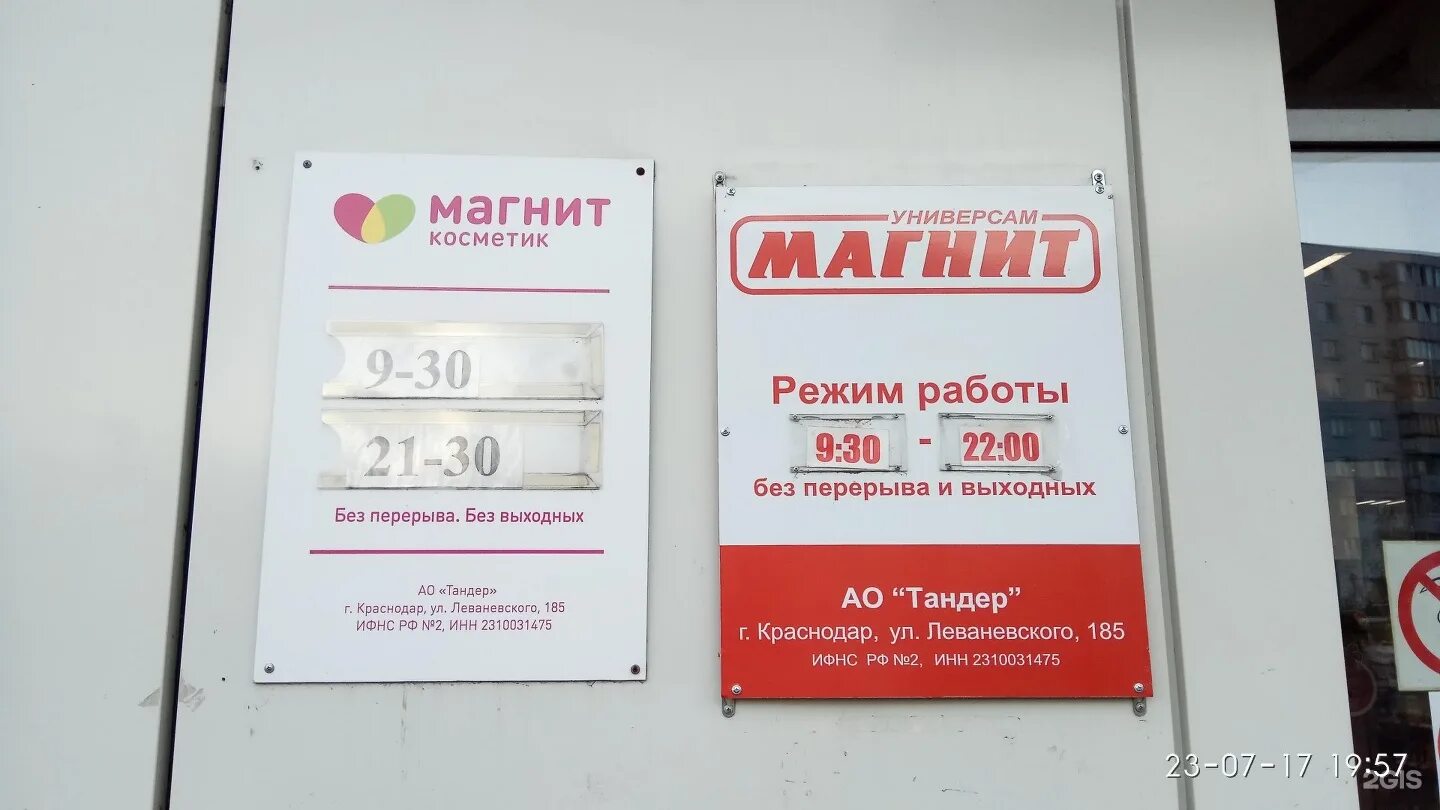 магнит
косметик
9-30
21-30
Без перерыва. Без выходных
АО «Тандер»
г. Краснодар, ул. Леваневского, 185
ИФНС РФ №2, ИНН 2310031475
УНИВЕРСАМ
МАГНИТ
Режим работы
9:30 - 22:00
без перерыва и выходных
АО “Тандер”
г. Краснодар, ул. Леваневского, 185
ИФНС РФ №2, ИНН 2310031475
23-07-17 19:57
2GIS